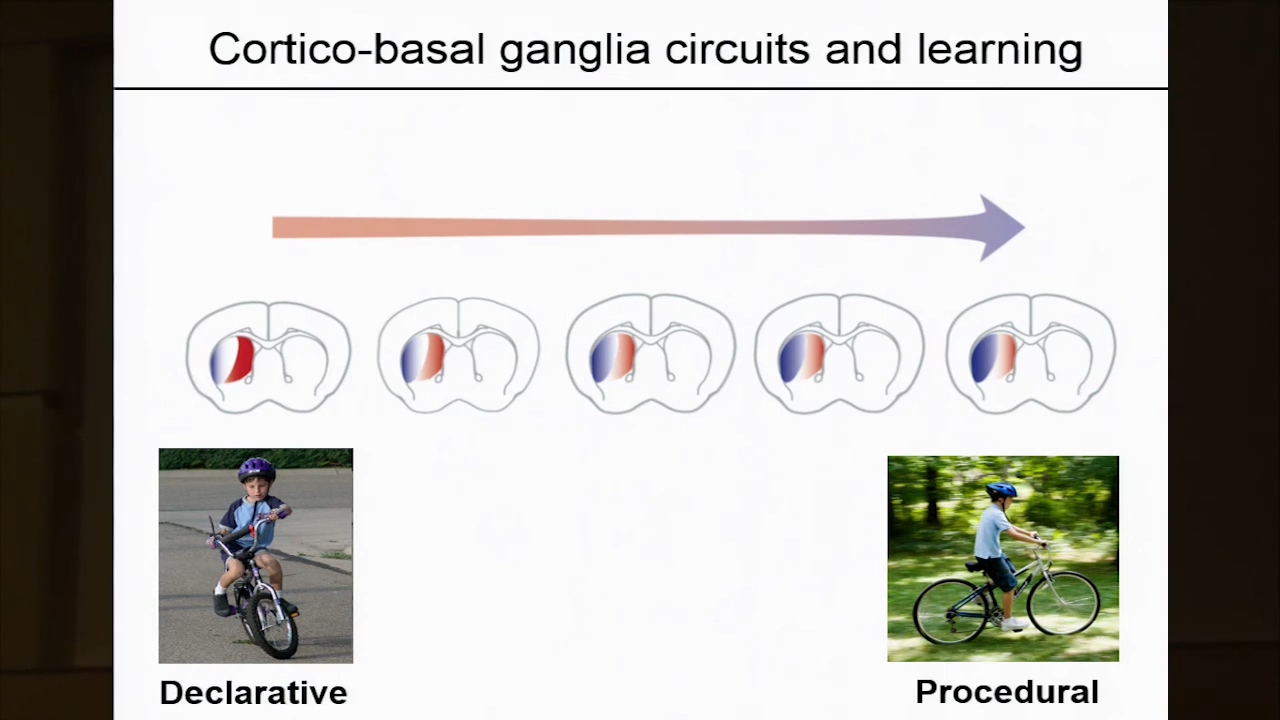 Cortico-basal ganglia circuits and learning
Declarative
Procedural